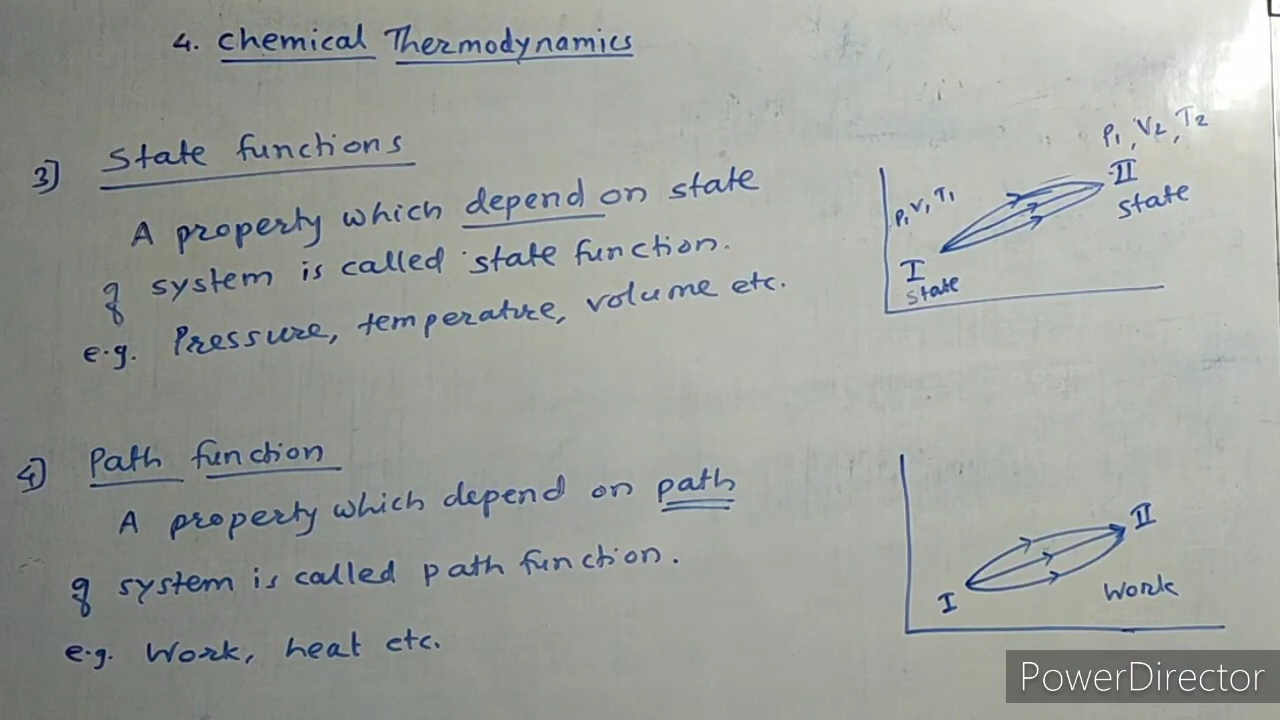 4. Chemical Thermodynamics
3] State functions
A property which depend on state
of system is called state function.
e.g. Pressure, temperature, volume etc.
P1 V1 T1
I
state
P1, V2, T2
II
state
4] Path function
A property which depend on path
of system is called path function.
e.g. Work, heat etc.
I
II
Work
PowerDirector